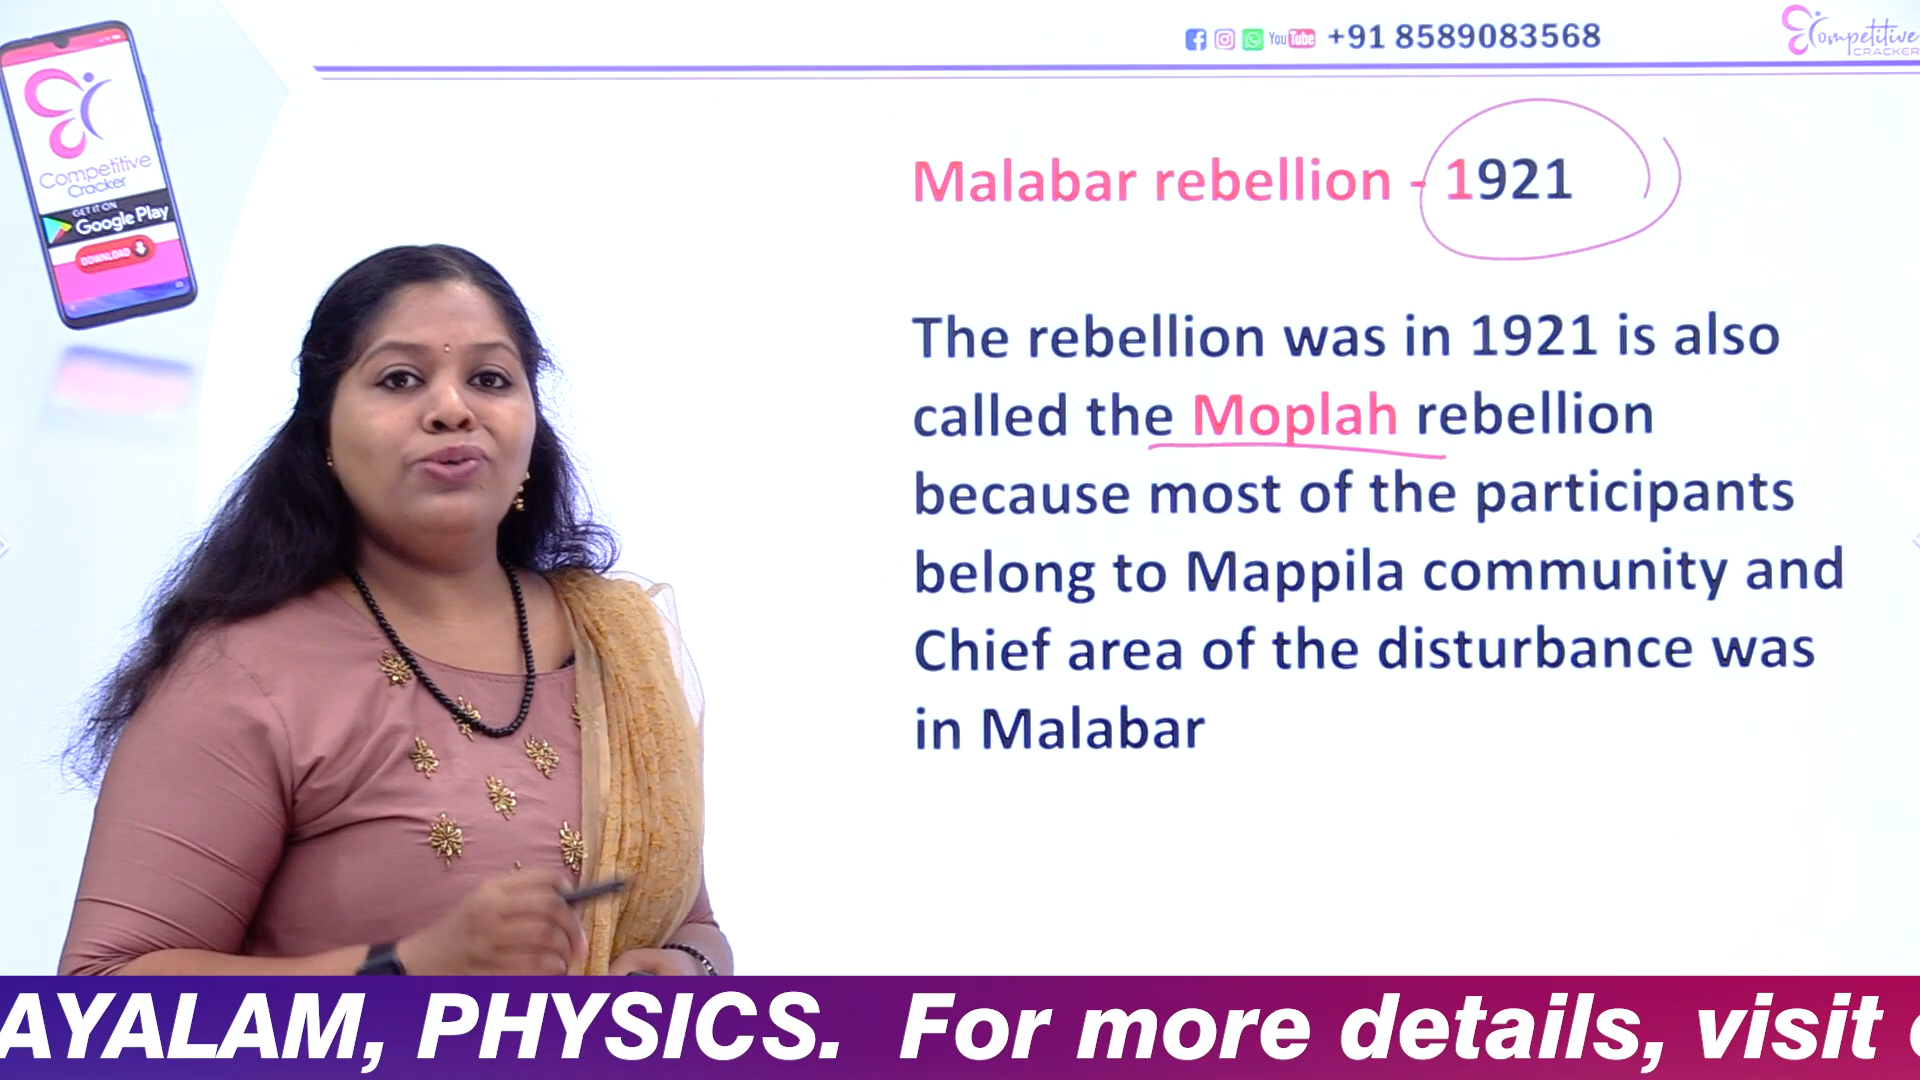 You Tube +91 8589083568
Competitive
CRACKER
Competitive
Cracker
GET IT ON
Google Play
DOWNLOAD
Malabar rebellion - 1921
The rebellion was in 1921 is also
called the Moplah rebellion
because most of the participants
belong to Mappila community and
Chief area of the disturbance was
in Malabar
AYALAM, PHYSICS. For more details, visit